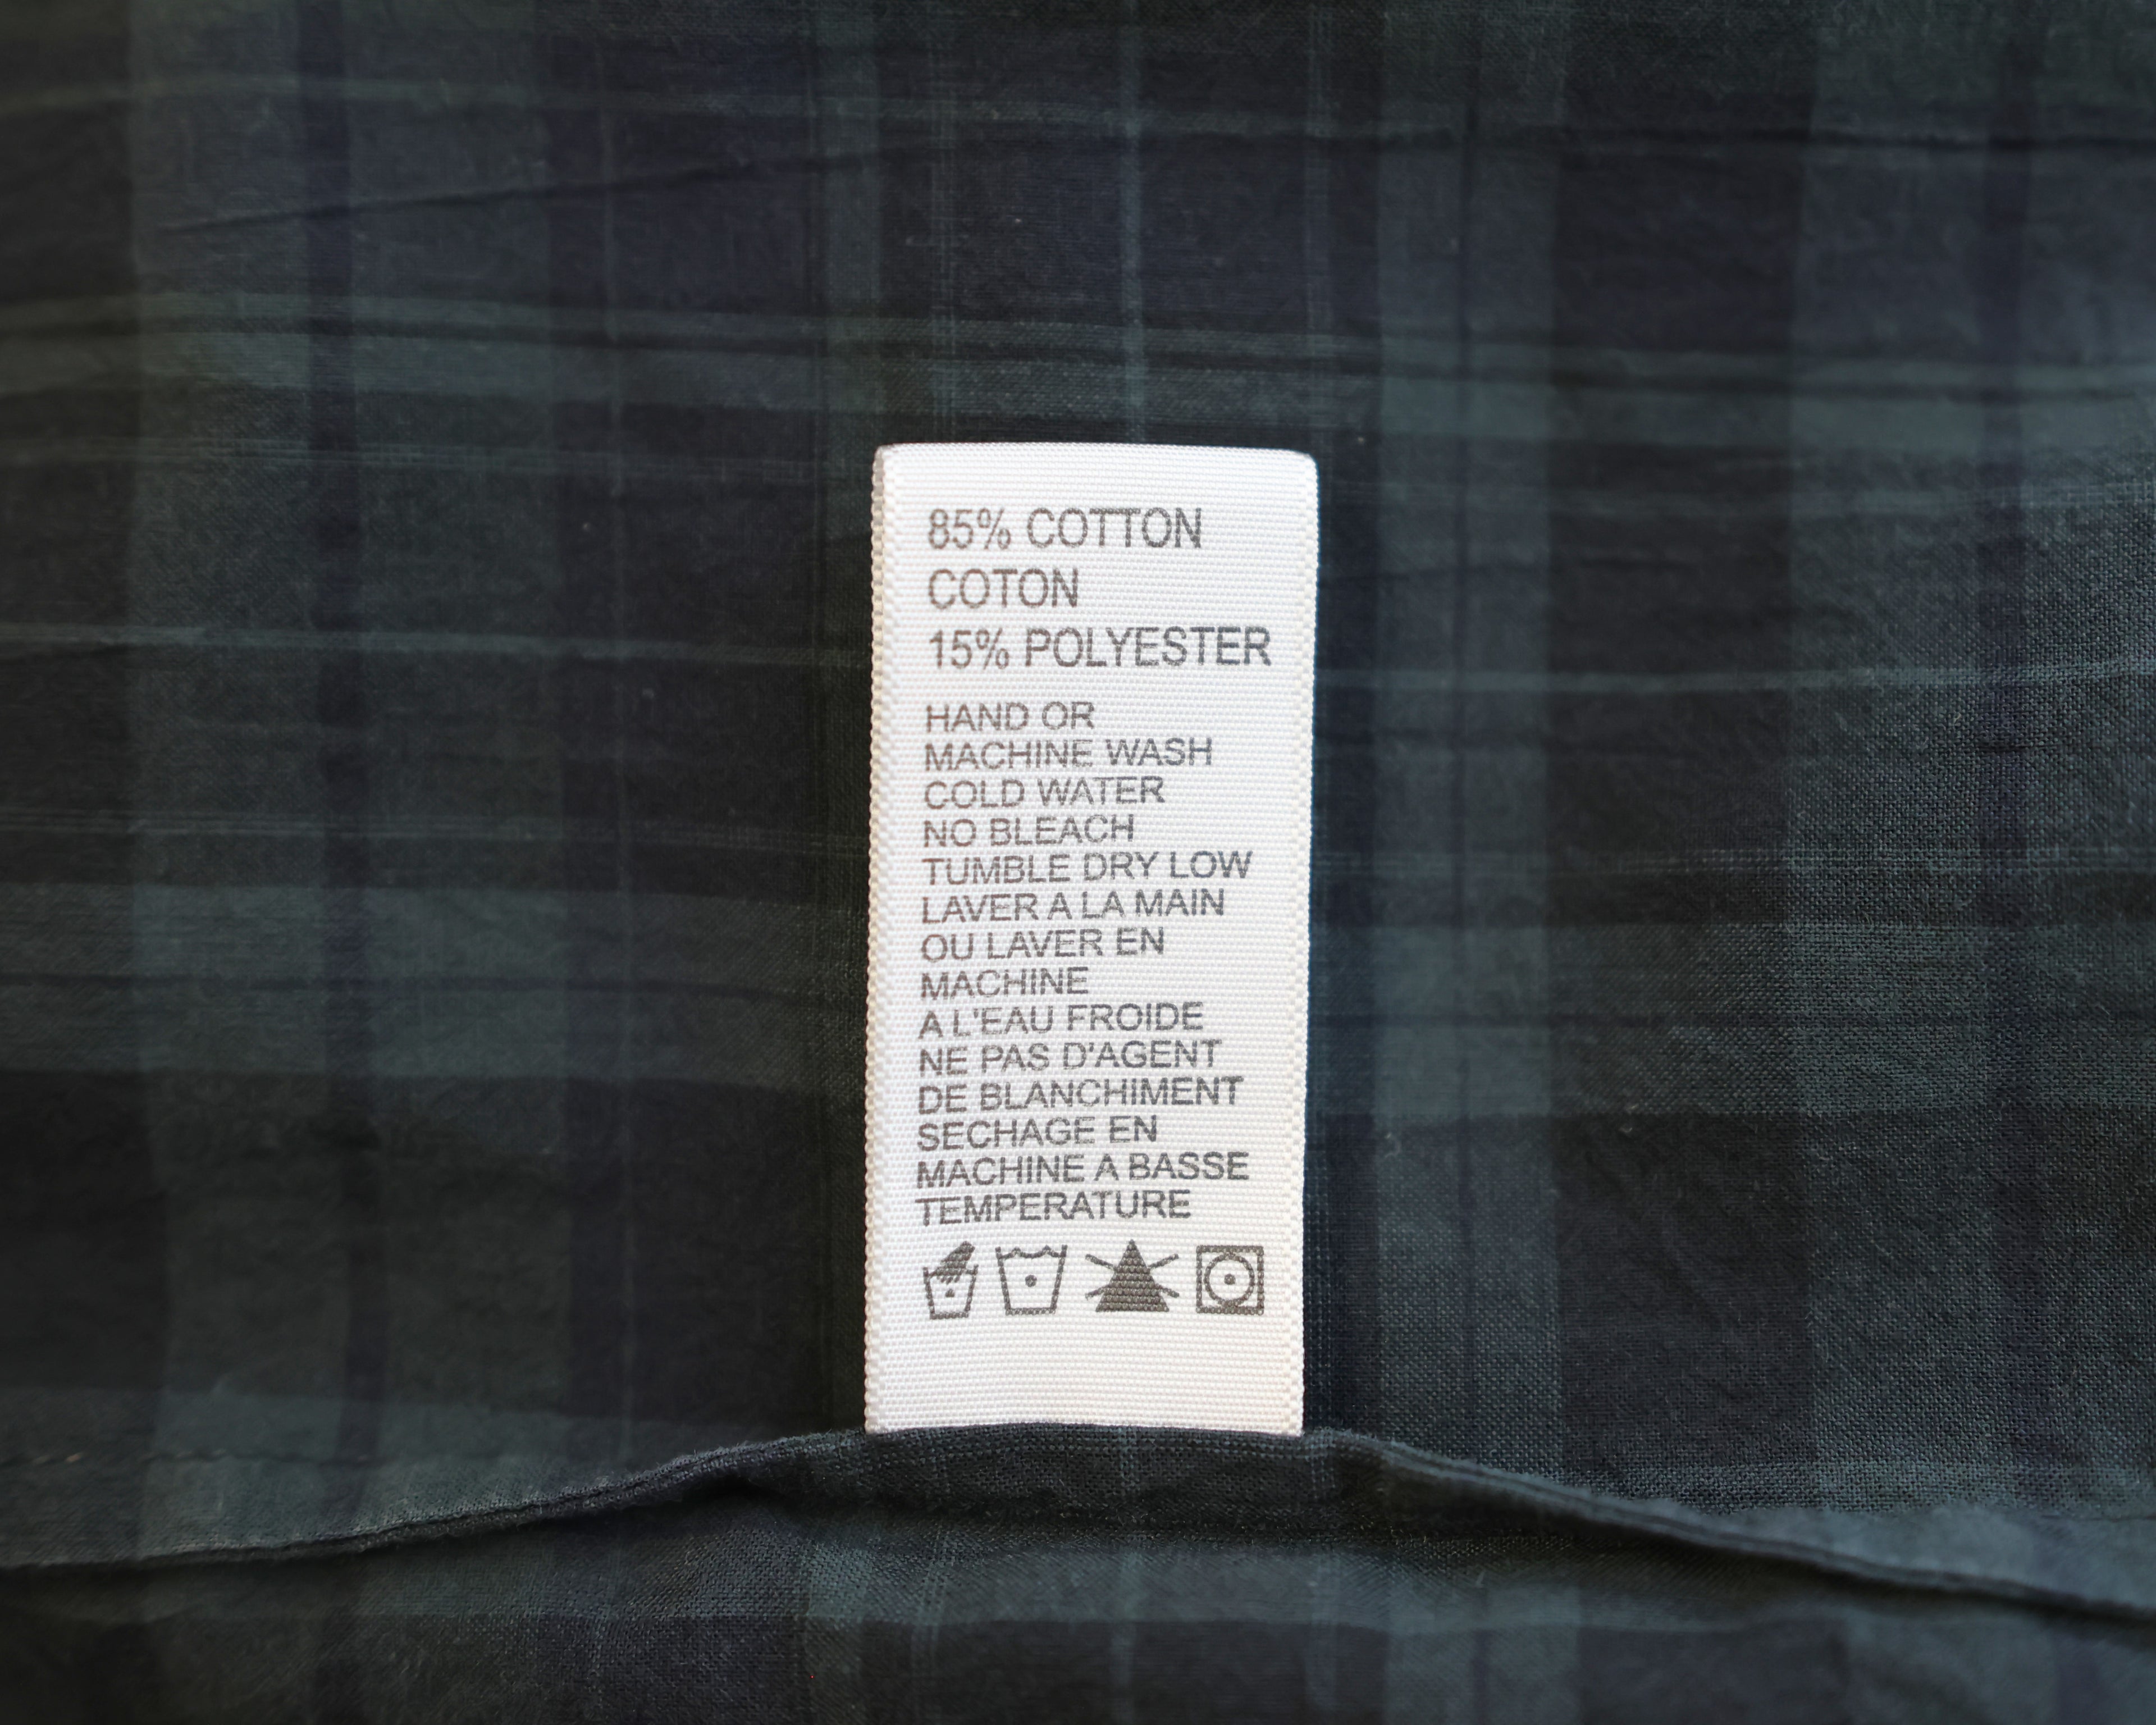 85% COTTON
COTON
15% POLYESTER
HAND OR
MACHINE WASH
COLD WATER
NO BLEACH
TUMBLE DRY LOW
LAVER A LA MAIN
OU LAVER EN
MACHINE
A L'EAU FROIDE
NE PAS D'AGENT
DE BLANCHIMENT
SECHAGE EN
MACHINE A BASSE
TEMPERATURE